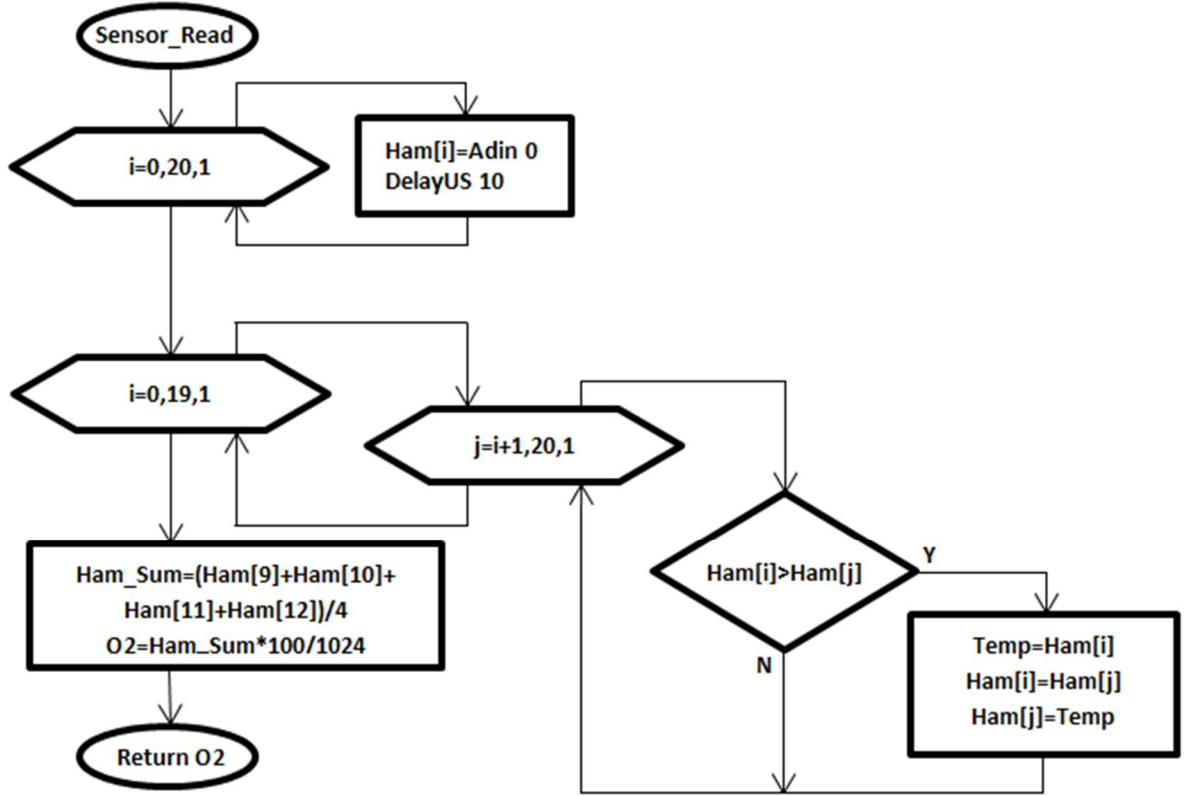 Sensor_Read
i=0,20,1
Ham[i]=Adin 0
DelayUS 10
i=0,19,1
j=i+1,20,1
Ham[i]>Ham[j]
Y
N
Temp=Ham[i]
Ham[i]=Ham[j]
Ham[j]=Temp
Ham_Sum=(Ham[9]+Ham[10]+
Ham[11]+Ham[12])/4
O2=Ham_Sum*100/1024
Return O2